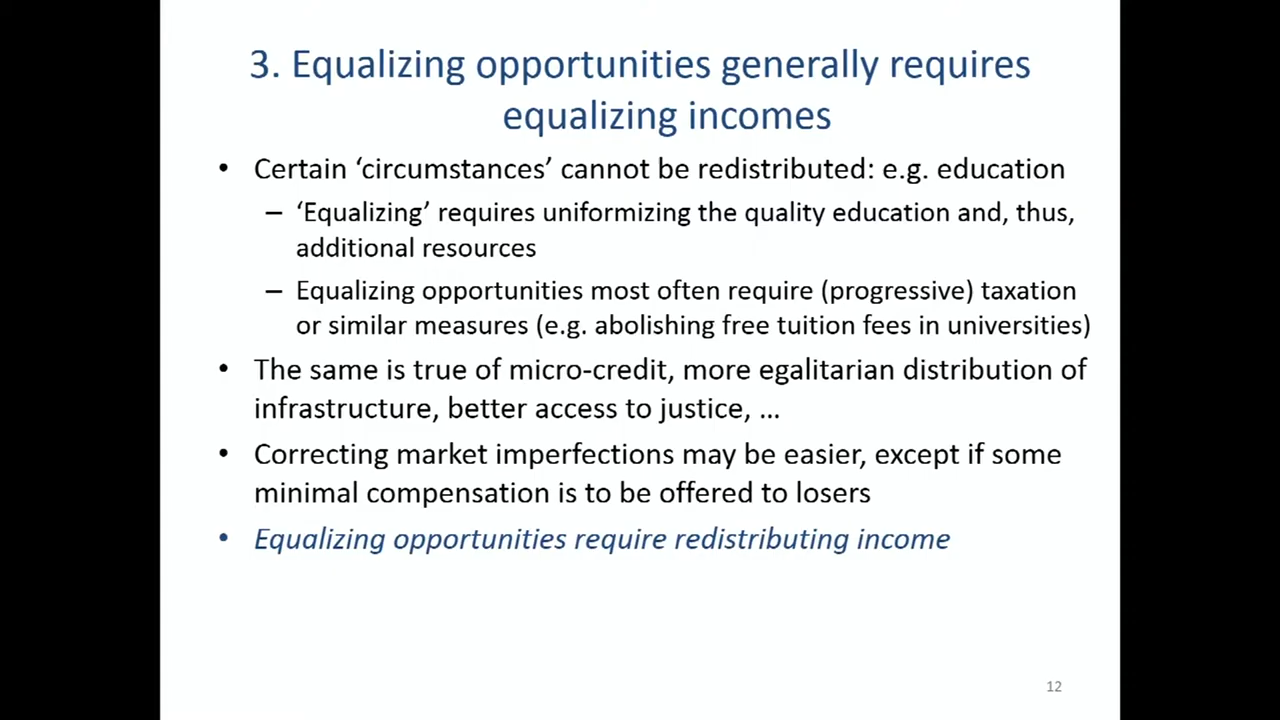 3. Equalizing opportunities generally requires
equalizing incomes
• Certain ‘circumstances’ cannot be redistributed: e.g. education
– ‘Equalizing’ requires uniformizing the quality education and, thus,
additional resources
– Equalizing opportunities most often require (progressive) taxation
or similar measures (e.g. abolishing free tuition fees in universities)
• The same is true of micro-credit, more egalitarian distribution of
infrastructure, better access to justice, …
• Correcting market imperfections may be easier, except if some
minimal compensation is to be offered to losers
• Equalizing opportunities require redistributing income
12